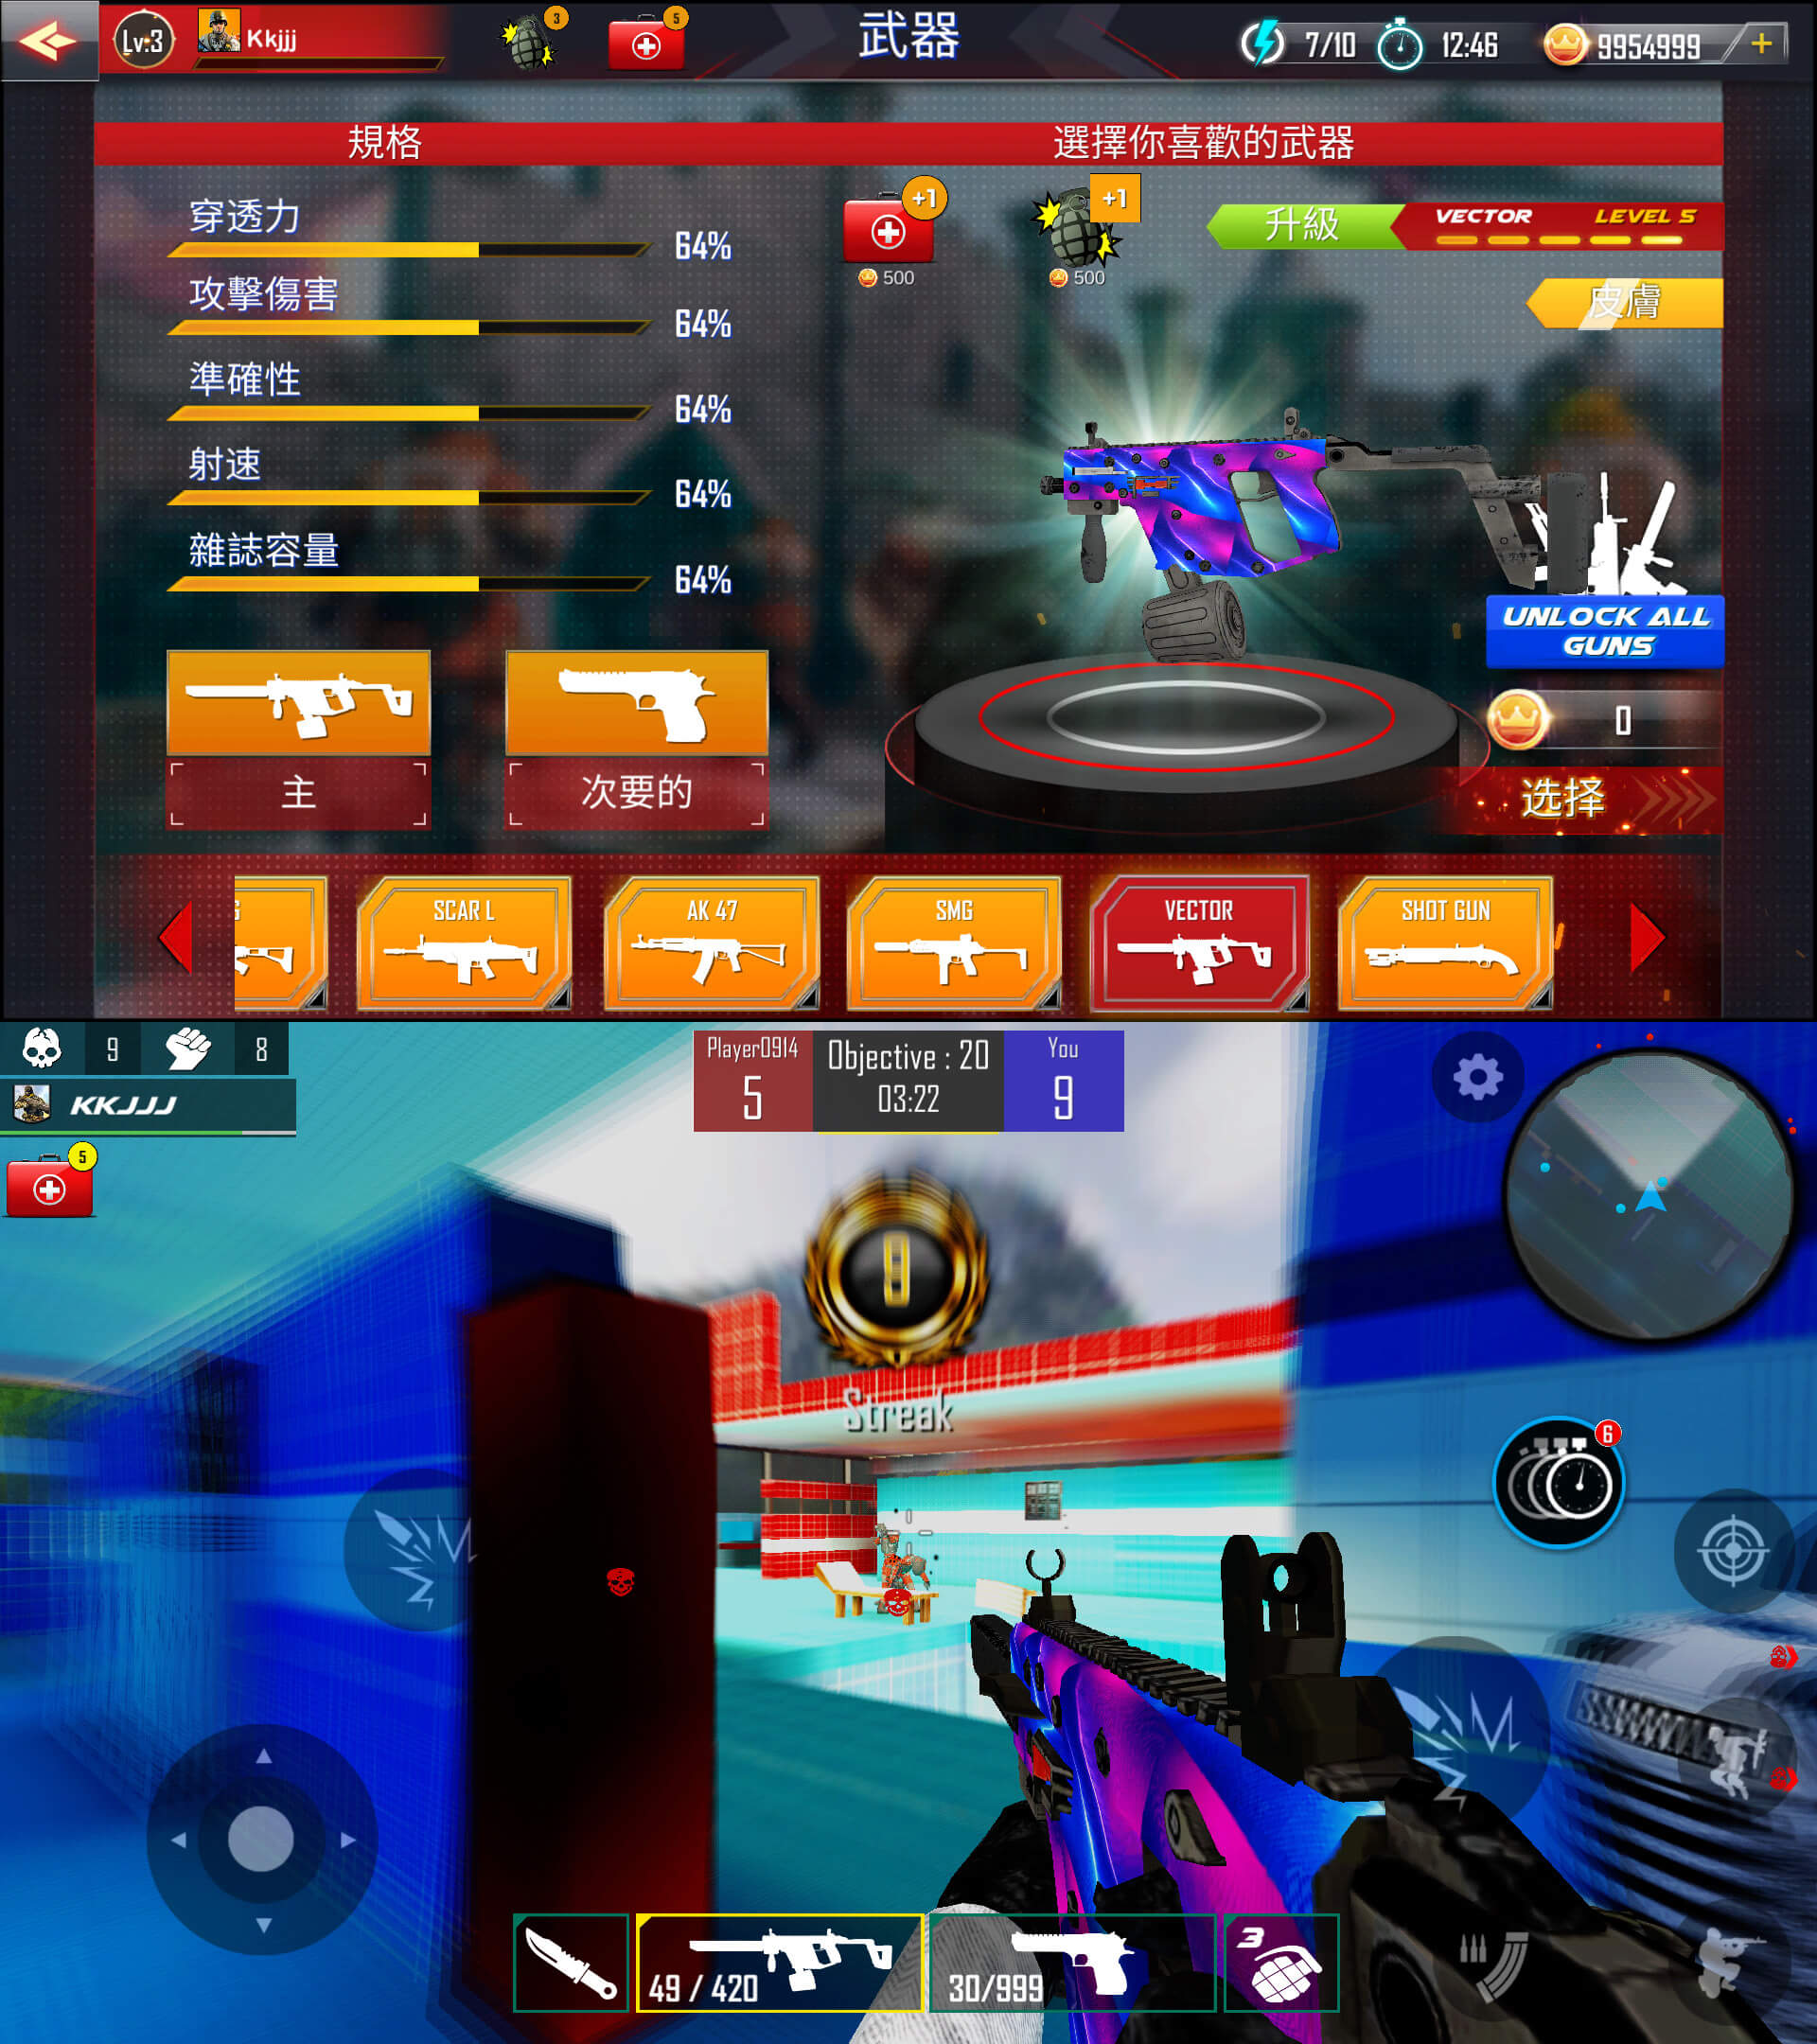 Lv.3
Kkjjj
3
5
武器
7/10
12:46
9954999
+
規格
選擇你喜歡的武器
穿透力
64%
攻擊傷害
64%
準確性
64%
射速
64%
雜誌容量
64%
+1
500
+1
500
升級
VECTOR
LEVEL 5
皮膚
UNLOCK ALL
GUNS
0
选择
主
次要的
SCAR L
AK 47
SMG
VECTOR
SHOT GUN
9
8
KKJJJ
5
Player0914
5
Objective : 20
03:22
You
9
Streak
6
49 / 420
30/999
3